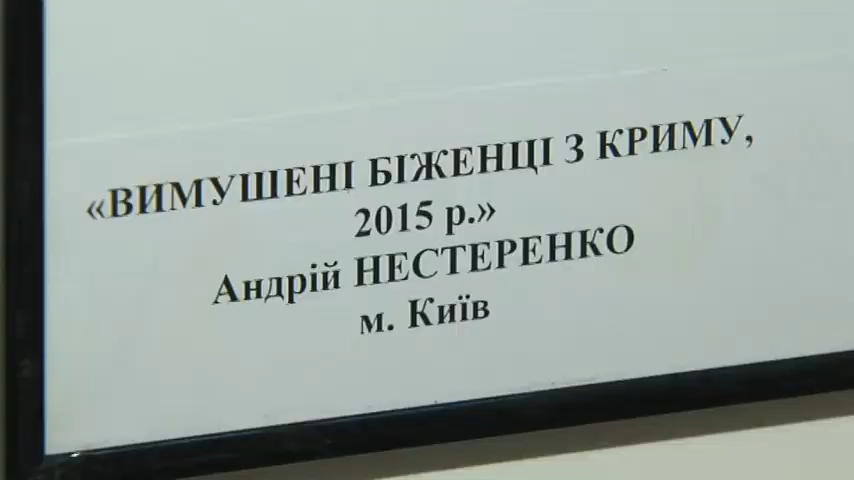 «ВИМУШЕНІ БІЖЕНЦІ З КРИМУ,
2015 р.»
Андрій НЕСТЕРЕНКО
м. Київ